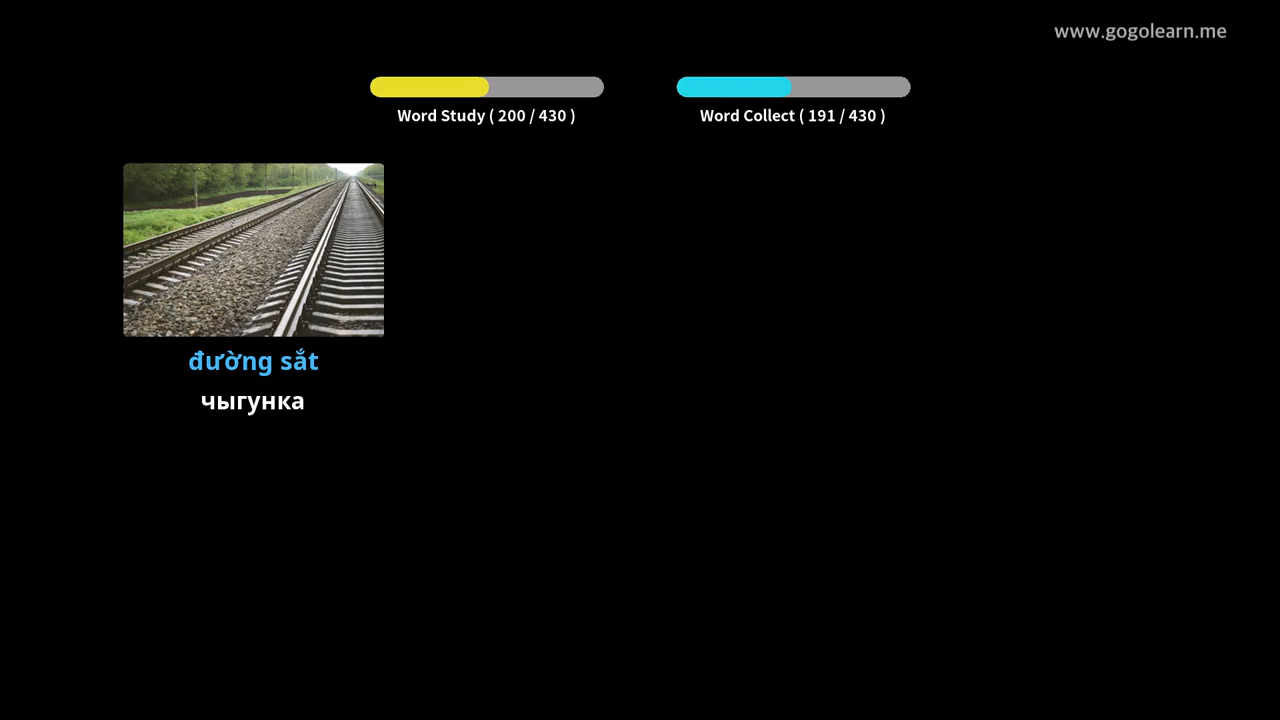 www.gogolearn.me
Word Study ( 200 / 430 )
Word Collect ( 191 / 430 )
đường sắt
чыгунка